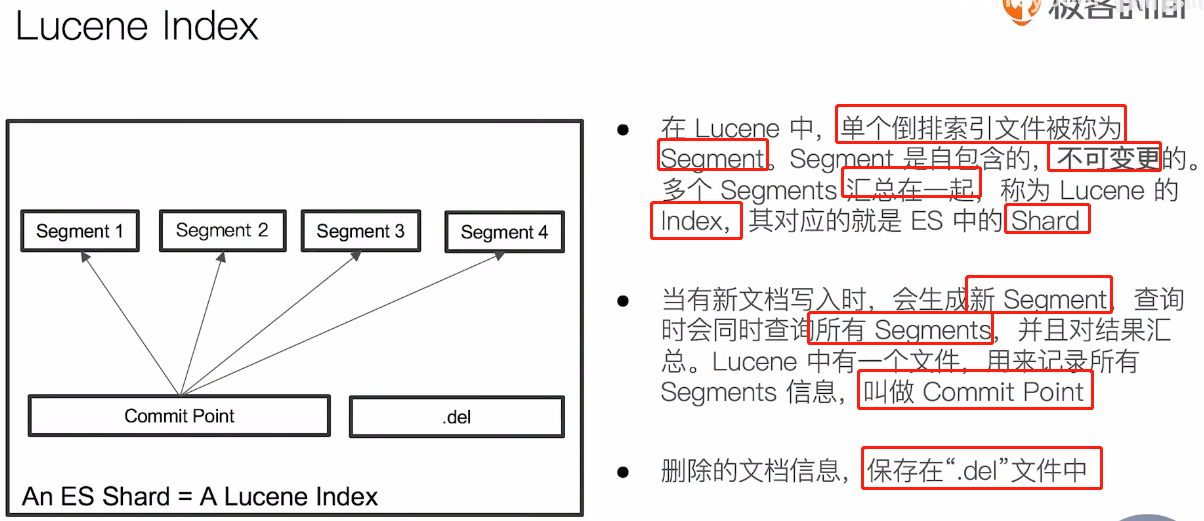 Lucene Index
极客时间
Segment 1
Segment 2
Segment 3
Segment 4
Commit Point
.del
An ES Shard = A Lucene Index
在 Lucene 中，单个倒排索引文件被称为
Segment。Segment 是自包含的，不可变更的。
多个 Segments 汇总在一起，称为 Lucene 的
Index，其对应的就是 ES 中的 Shard
当有新文档写入时，会生成新 Segment，查询
时会同时查询所有 Segments，并且对结果汇
总。Lucene 中有一个文件，用来记录所有
Segments 信息，叫做 Commit Point
删除的文档信息，保存在“.del”文件中